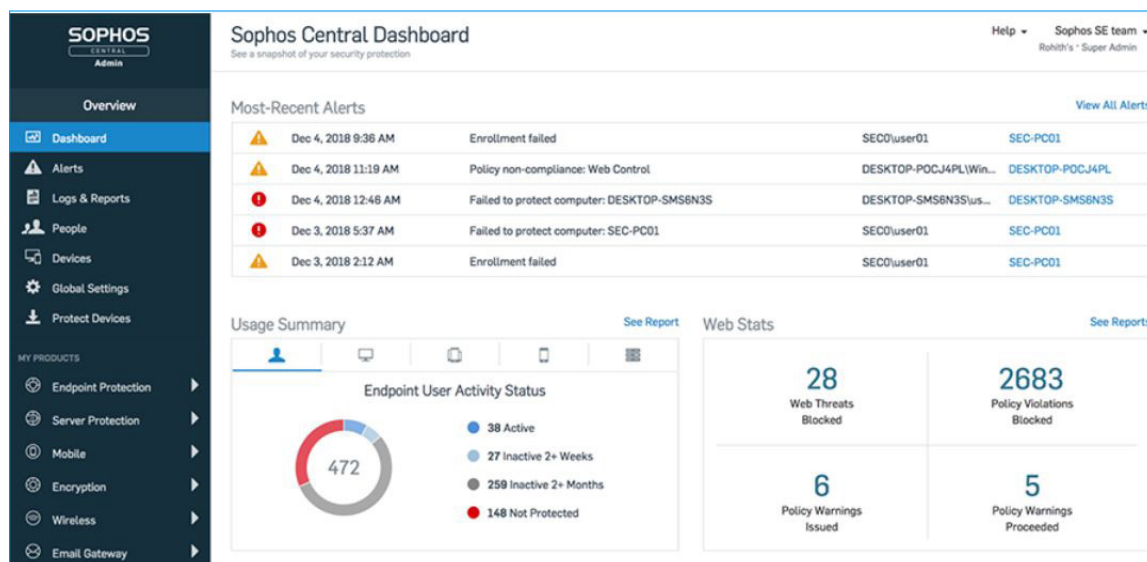 SOPHOS
CENTRAL
Admin
Overview
Dashboard
Alerts
Logs & Reports
People
Devices
Global Settings
Protect Devices
MY PRODUCTS
Endpoint Protection
Server Protection
Mobile
Encryption
Wireless
Email Gateway
Sophos Central Dashboard
See a snapshot of your security protection
Help
Sophos SE team
Rohith's · Super Admin
Most-Recent Alerts
View All Alerts
Dec 4, 2018 9:36 AM Enrollment failed SEC0\user01 SEC-PC01
Dec 4, 2018 11:19 AM Policy non-compliance: Web Control DESKTOP-POCJ4PL\Win... DESKTOP-POCJ4PL
Dec 4, 2018 12:46 AM Failed to protect computer: DESKTOP-SMS6N3S DESKTOP-SMS6N3S\us... DESKTOP-SMS6N3S
Dec 3, 2018 5:37 AM Failed to protect computer: SEC-PC01 SEC0\user01 SEC-PC01
Dec 3, 2018 2:12 AM Enrollment failed SEC0\user01 SEC-PC01
Usage Summary
See Report
Endpoint User Activity Status
472
38 Active
27 Inactive 2+ Weeks
259 Inactive 2+ Months
148 Not Protected
Web Stats
See Reports
28
Web Threats
Blocked
2683
Policy Violations
Blocked
6
Policy Warnings
Issued
5
Policy Warnings
Proceeded